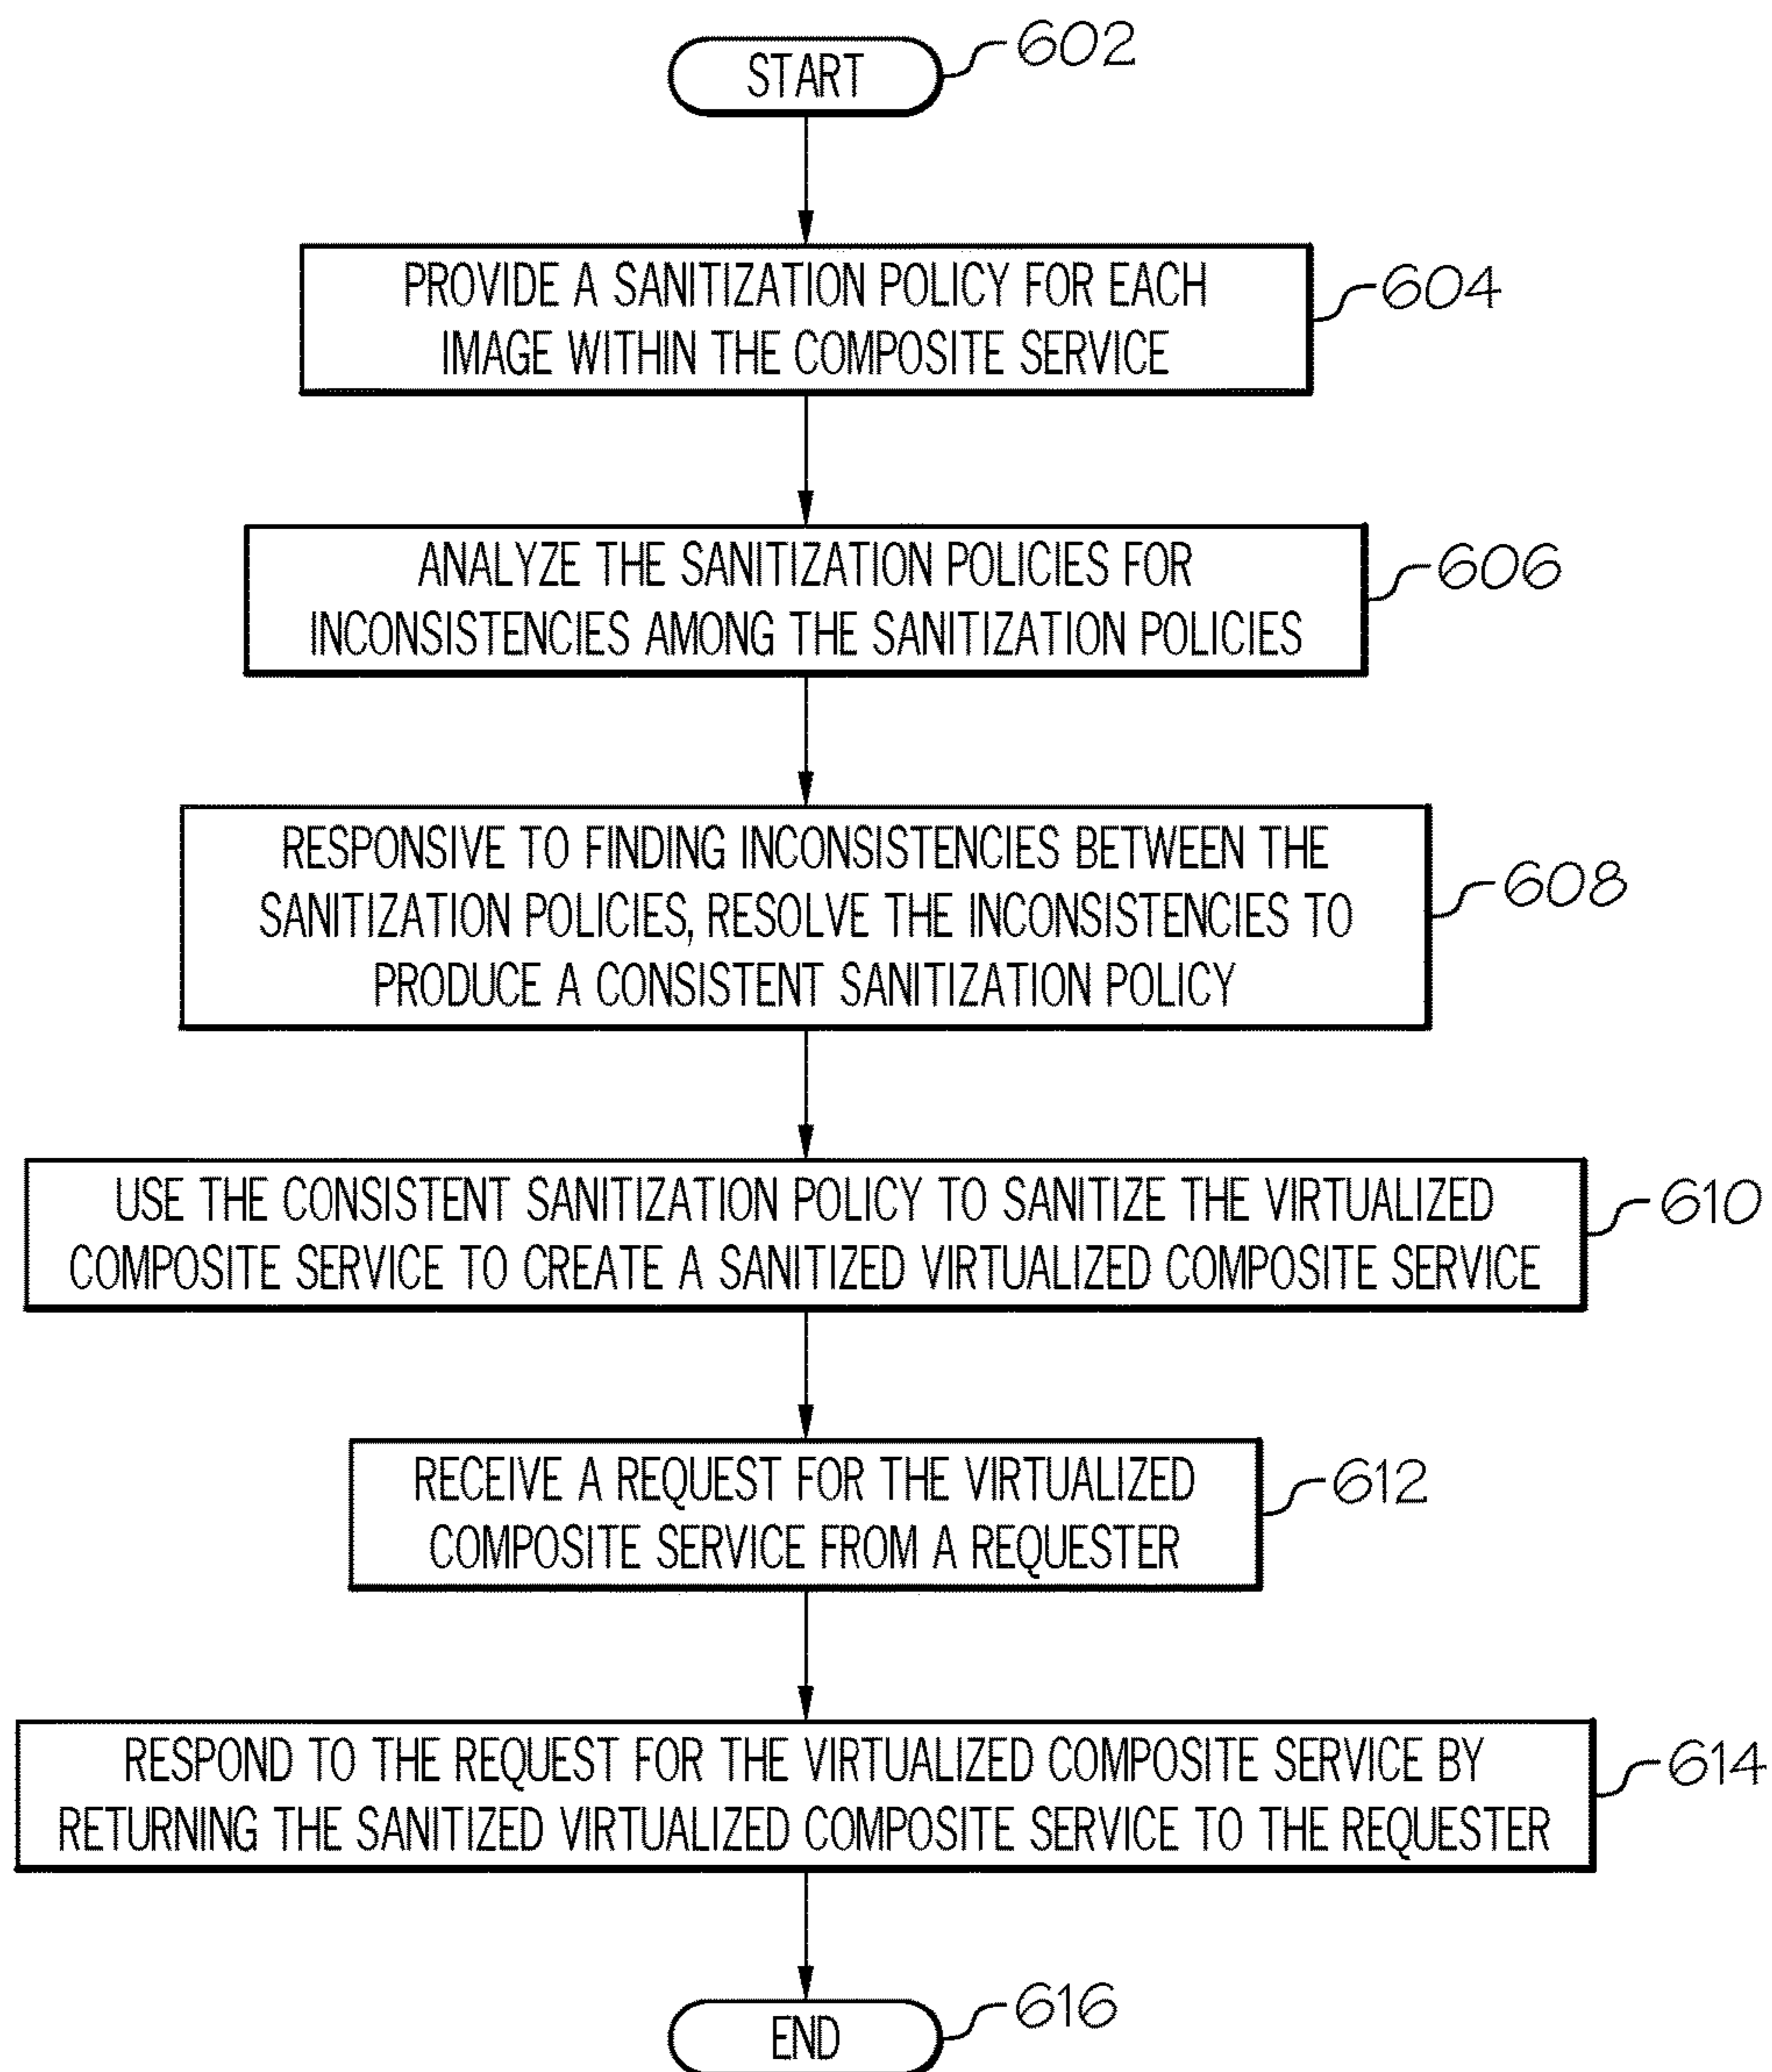 START
602
PROVIDE A SANITIZATION POLICY FOR EACH
IMAGE WITHIN THE COMPOSITE SERVICE
604
ANALYZE THE SANITIZATION POLICIES FOR
INCONSISTENCIES AMONG THE SANITIZATION POLICIES
606
RESPONSIVE TO FINDING INCONSISTENCIES BETWEEN THE
SANITIZATION POLICIES, RESOLVE THE INCONSISTENCIES TO
PRODUCE A CONSISTENT SANITIZATION POLICY
608
USE THE CONSISTENT SANITIZATION POLICY TO SANITIZE THE VIRTUALIZED
COMPOSITE SERVICE TO CREATE A SANITIZED VIRTUALIZED COMPOSITE SERVICE
610
RECEIVE A REQUEST FOR THE VIRTUALIZED
COMPOSITE SERVICE FROM A REQUESTER
612
RESPOND TO THE REQUEST FOR THE VIRTUALIZED COMPOSITE SERVICE BY
RETURNING THE SANITIZED VIRTUALIZED COMPOSITE SERVICE TO THE REQUESTER
614
END
616